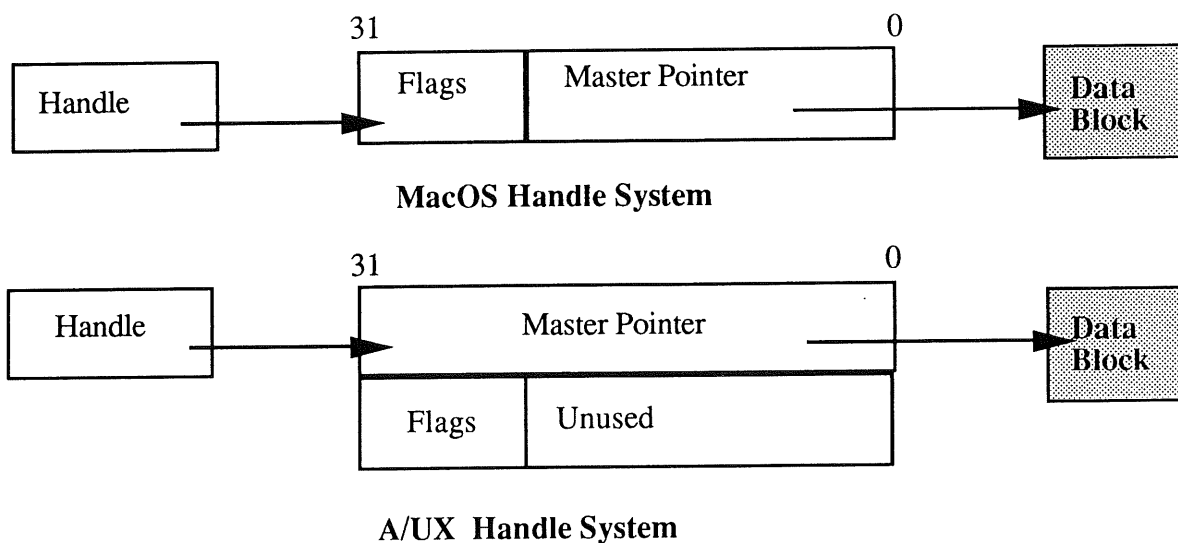 31 0
Handle
Flags
Master Pointer
Data
Block
MacOS Handle System
31 0
Handle
Master Pointer
Data
Block
Flags
Unused
A/UX Handle System